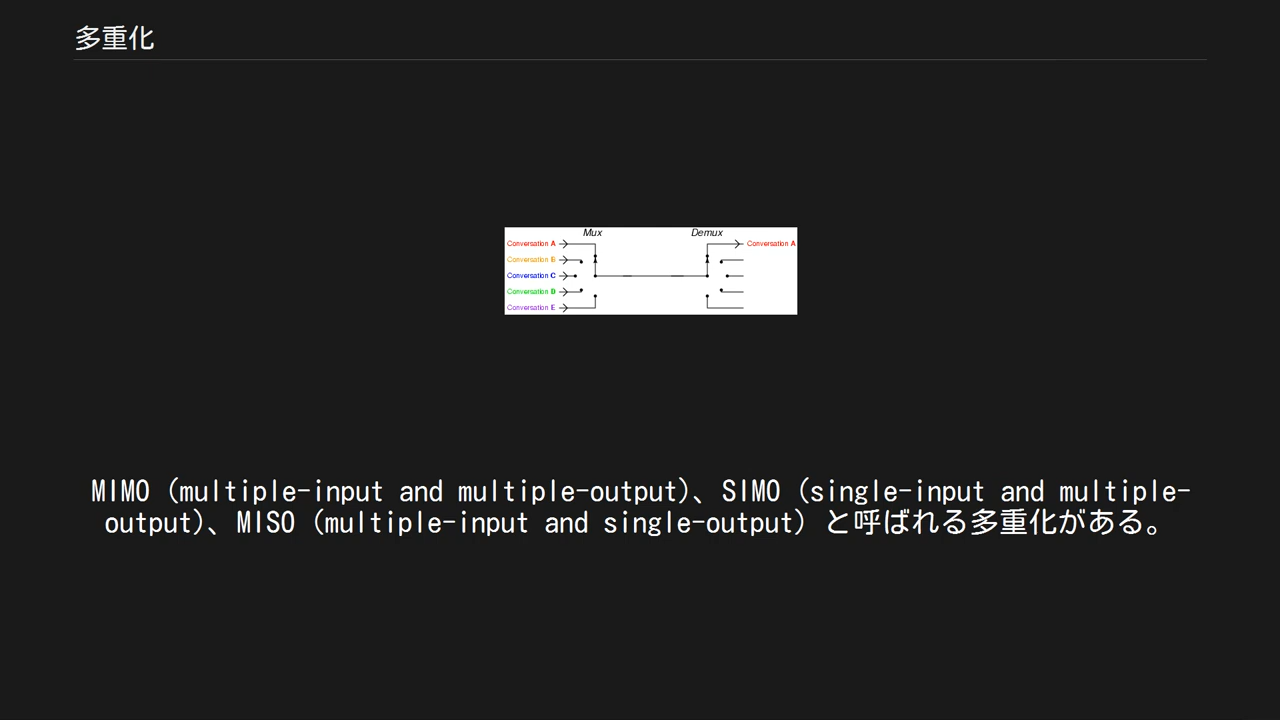 多重化
Mux
Demux
Conversation A
Conversation A
Conversation B
Conversation C
Conversation D
Conversation E
MIMO (multiple-input and multiple-output)、SIMO (single-input and multiple-
output)、MISO (multiple-input and single-output) と呼ばれる多重化がある。